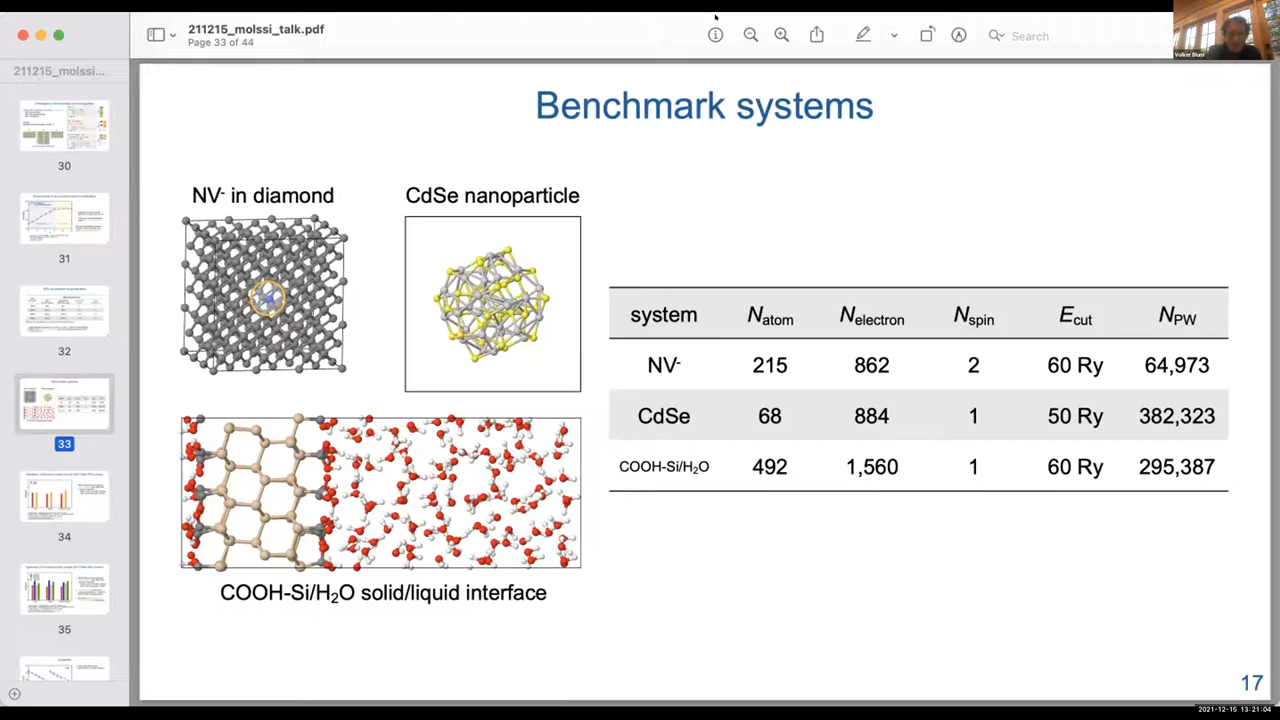 211215_molssi_talk.pdf
Page 33 of 44
Search
Volker Blum
211215_molssi...
30
31
32
33
34
35
Benchmark systems
NV- in diamond
CdSe nanoparticle
COOH-Si/H2O solid/liquid interface
system Natom Nelectron Nspin Ecut NPW
NV- 215 862 2 60 Ry 64,973
CdSe 68 884 1 50 Ry 382,323
COOH-Si/H2O 492 1,560 1 60 Ry 295,387
17
2021-12-15 13:21:04